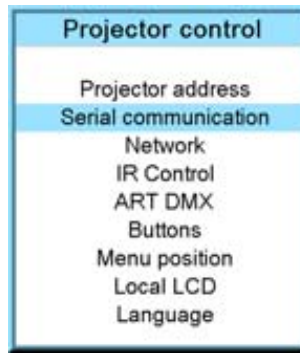 Projector control
Projector address
Serial communication
Network
IR Control
ART DMX
Buttons
Menu position
Local LCD
Language